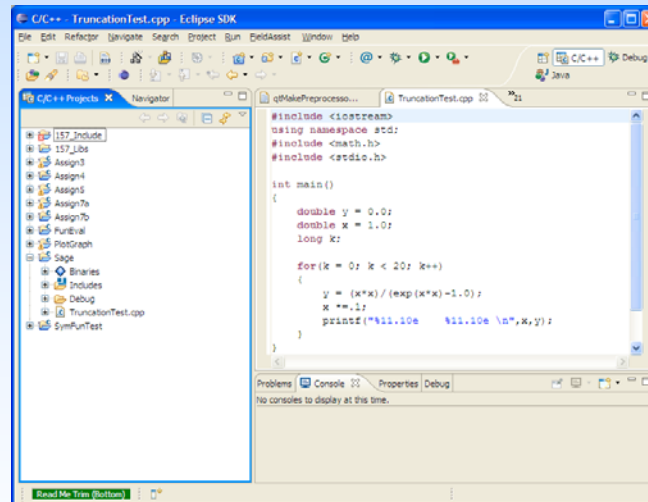 C/C++ - TruncationTest.cpp - Eclipse SDK
File Edit Refactor Navigate Search Project Run FieldAssist Window Help
C/C++ Debug
Java
C/C++ Projects Navigator
157_Include
157_Libs
Assign3
Assign4
Assign5
Assign7a
Assign7b
FunEval
PlotGraph
Sage
Binaries
Includes
Debug
TruncationTest.cpp
SymFunTest
qtMakePreprocesso... TruncationTest.cpp »21
#include <iostream>
using namespace std;
#include <math.h>
#include <stdio.h>
int main()
{
double y = 0.0;
double x = 1.0;
long k;
for(k = 0; k < 20; k++)
{
y = (x*x)/(exp(x*x)-1.0);
x *=.1;
printf("%11.10e %11.10e \n",x,y);
}
}
Problems Console Properties Debug
No consoles to display at this time.
Read Me Trim (Bottom)